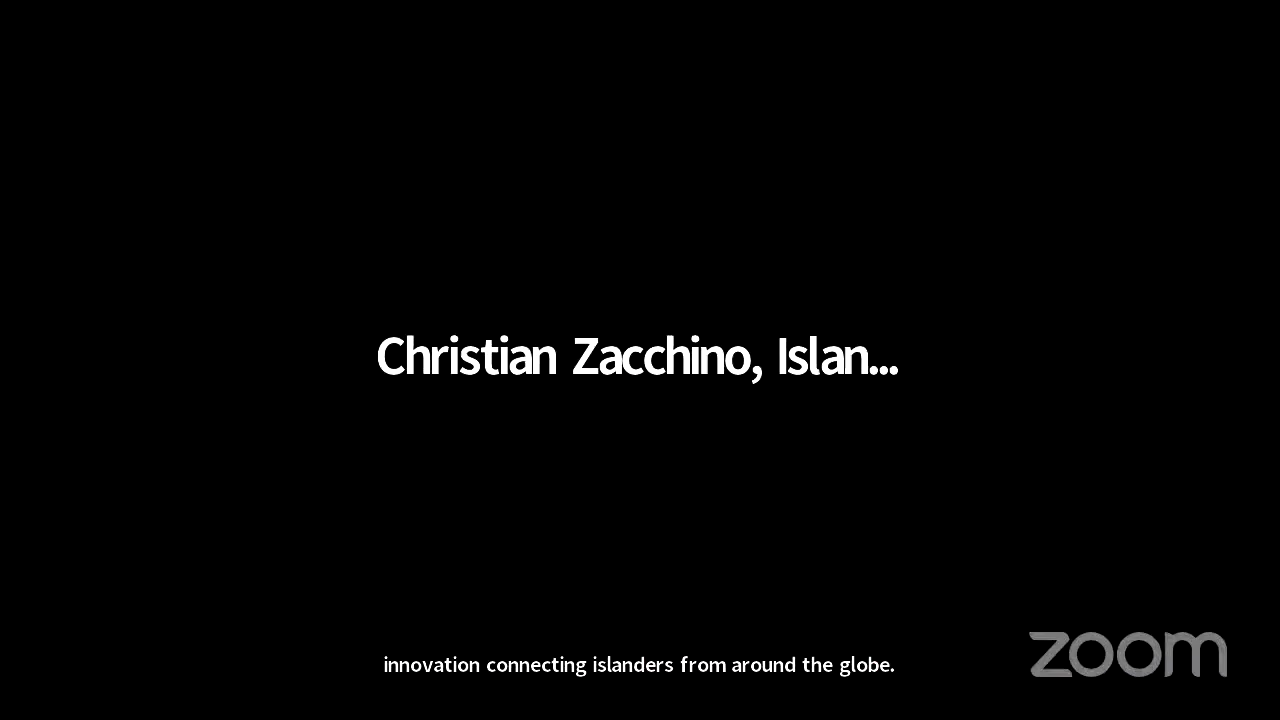 Christian Zacchino, Islan...
innovation connecting islanders from around the globe.
zoom